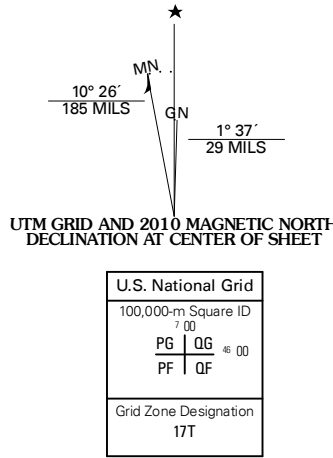 ★
MN
10° 26´
185 MILS
GN
1° 37´
29 MILS
UTM GRID AND 2010 MAGNETIC NORTH
DECLINATION AT CENTER OF SHEET
U.S. National Grid
100,000-m Square ID
7 00
PG QG 46 00
PF QF
Grid Zone Designation
17T